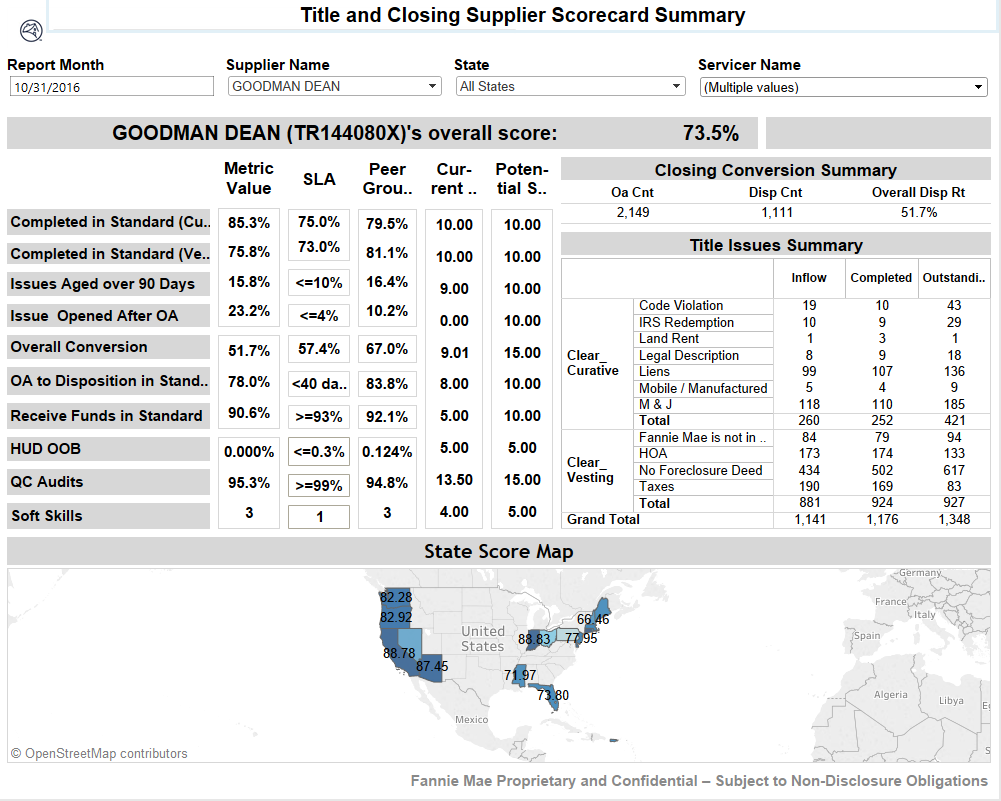 Title and Closing Supplier Scorecard Summary
Report Month
Supplier Name
State
Servicer Name
10/31/2016
GOODMAN DEAN
All States
(Multiple values)
GOODMAN DEAN (TR144080X)'s overall score: 73.5%
Metric Value
SLA
Peer Grou..
Cur-rent ..
Poten-tial S..
Completed in Standard (Cu.. 85.3% 75.0% 79.5% 10.00 10.00
Completed in Standard (Ve.. 75.8% 73.0% 81.1% 10.00 10.00
Issues Aged over 90 Days 15.8% <=10% 16.4% 9.00 10.00
Issue Opened After OA 23.2% <=4% 10.2% 0.00 10.00
Overall Conversion 51.7% 57.4% 67.0% 9.01 15.00
OA to Disposition in Stand.. 78.0% <40 da.. 83.8% 8.00 10.00
Receive Funds in Standard 90.6% >=93% 92.1% 5.00 10.00
HUD OOB 0.000% <=0.3% 0.124% 5.00 5.00
QC Audits 95.3% >=99% 94.8% 13.50 15.00
Soft Skills 3 1 3 4.00 5.00
Closing Conversion Summary
Oa Cnt Disp Cnt Overall Disp Rt
2,149 1,111 51.7%
Title Issues Summary
Inflow Completed Outstandi..
Clear_
Curative
Code Violation 19 10 43
IRS Redemption 10 9 29
Land Rent 1 3 1
Legal Description 8 9 18
Liens 99 107 136
Mobile / Manufactured 5 4 9
M & J 118 110 185
Total 260 252 421
Clear_
Vesting
Fannie Mae is not in .. 84 79 94
HOA 173 174 133
No Foreclosure Deed 434 502 617
Taxes 190 169 83
Total 881 924 927
Grand Total 1,141 1,176 1,348
State Score Map
82.28
82.92
88.78
87.45
United
States
88.83
66.46
77.95
71.97
73.80
Mexico
Germany
France
Italy
Spain
Algeria
Libya
© OpenStreetMap contributors
Fannie Mae Proprietary and Confidential – Subject to Non-Disclosure Obligations